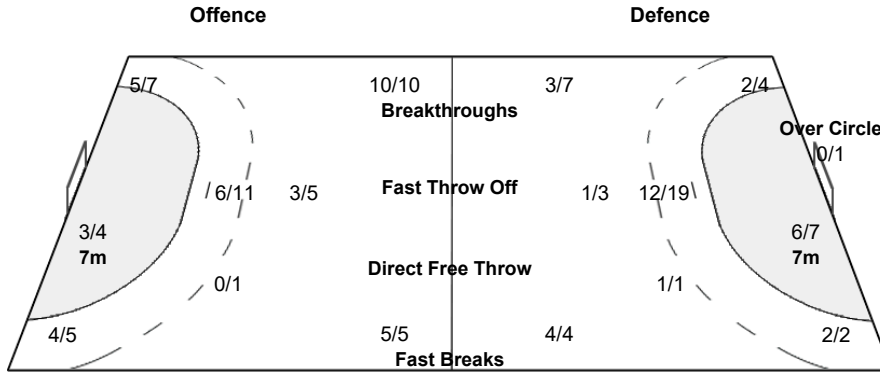 Offence Defence
5/7 10/10 3/7 2/4
Breakthroughs
Over Circle
0/1
6/11 3/5 Fast Throw Off 1/3 12/19
3/4 6/7
7m 7m
Direct Free Throw
0/1 1/1
4/5 5/5 4/4 2/2
Fast Breaks